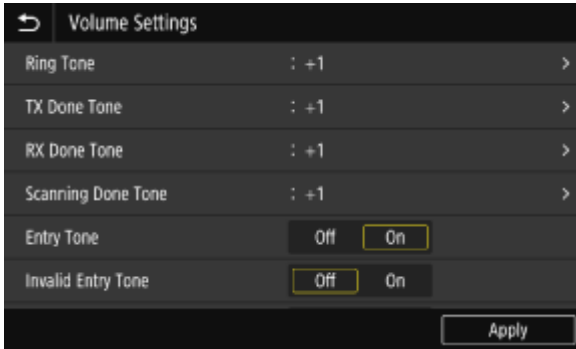 Volume Settings
Ring Tone : +1
TX Done Tone : +1
RX Done Tone : +1
Scanning Done Tone : +1
Entry Tone Off On
Invalid Entry Tone Off On
Apply